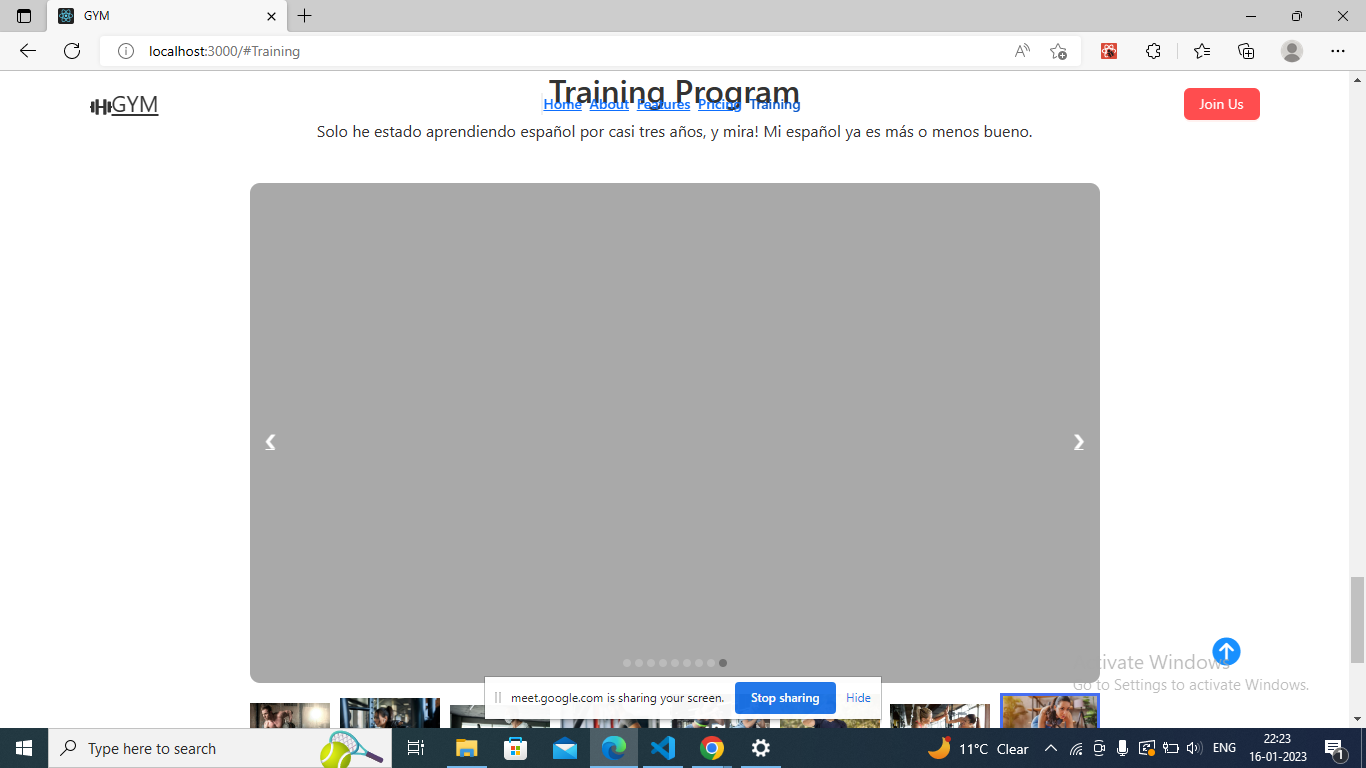 GYM
localhost:3000/#Training
Training Program
GYM
Home About Features Pricing Training
Join Us
Solo he estado aprendiendo español por casi tres años, y mira! Mi español ya es más o menos bueno.
‹ ›
Activate Windows
Go to Settings to activate Windows.
meet.google.com is sharing your screen. Stop sharing Hide
Type here to search
11°C Clear
ENG
22:23
16-01-2023
1